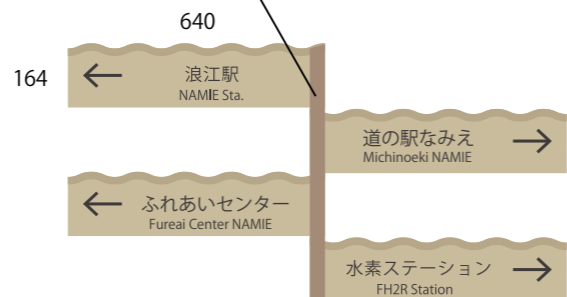 640
164
浪江駅
NAMIE Sta.
道の駅なみえ
Michinoeki NAMIE
ふれあいセンター
Fureai Center NAMIE
水素ステーション
FH2R Station